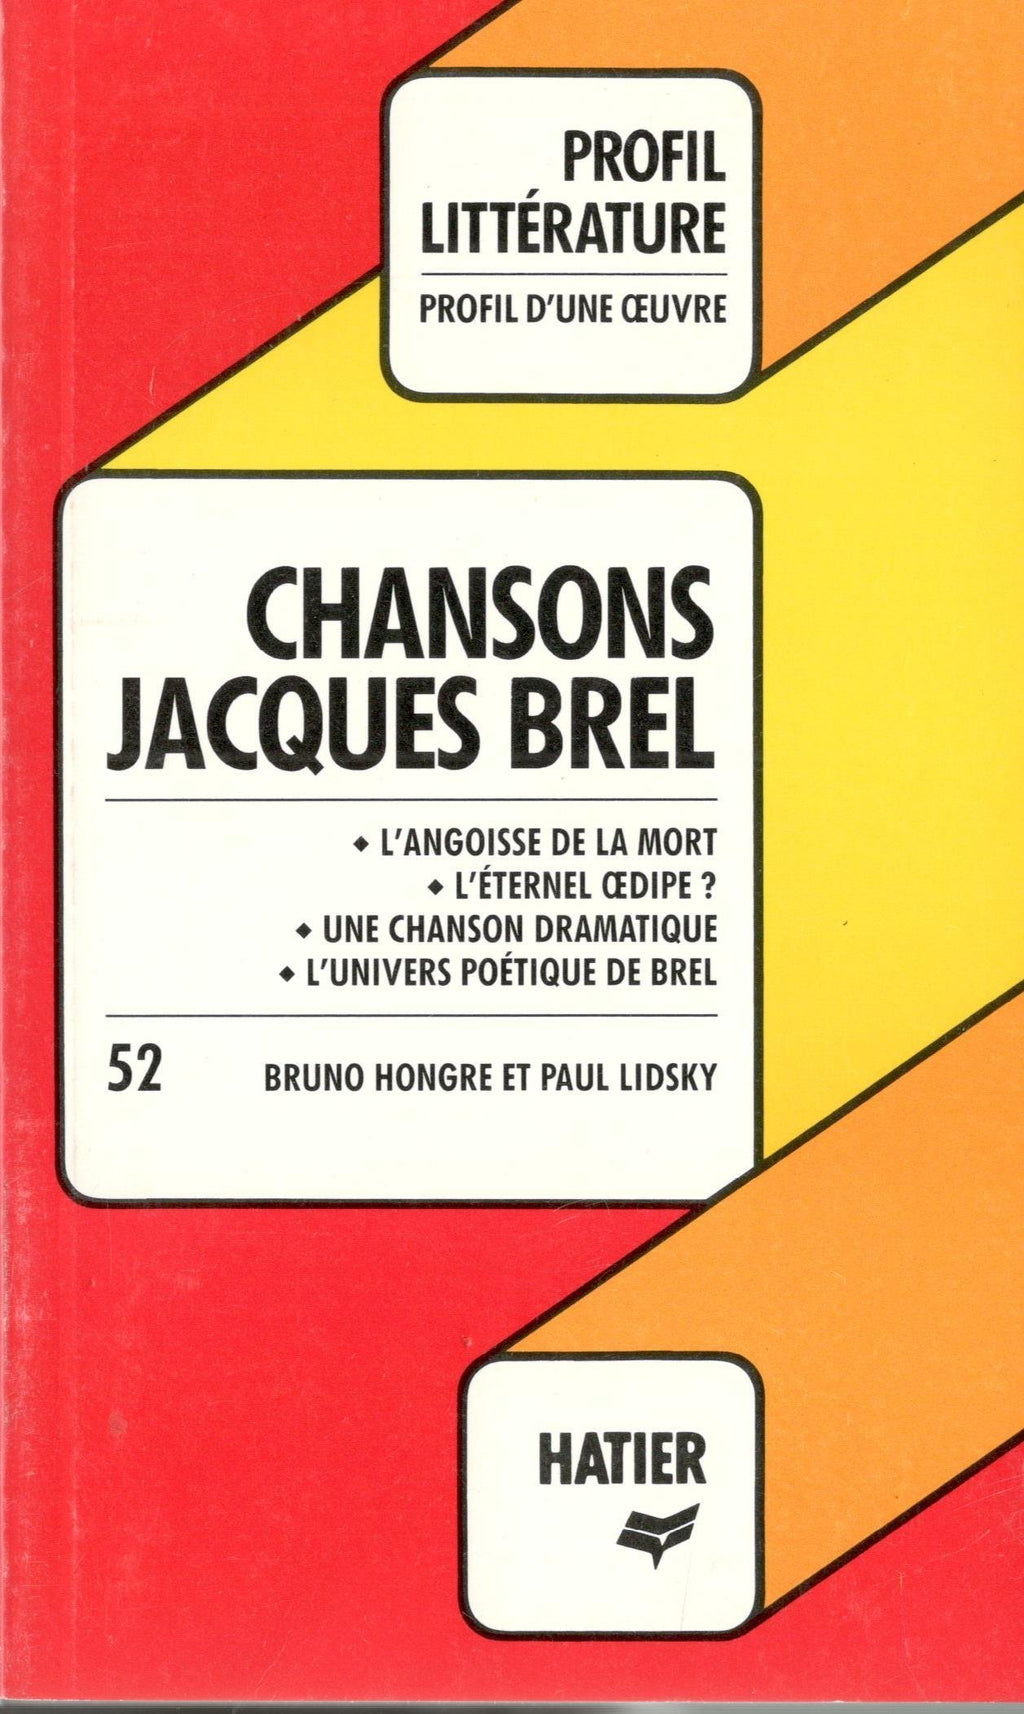 PROFIL
LITTÉRATURE
PROFIL D'UNE ŒUVRE
CHANSONS
JACQUES BREL
◆ L'ANGOISSE DE LA MORT
◆ L'ÉTERNEL ŒDIPE ?
◆ UNE CHANSON DRAMATIQUE
◆ L'UNIVERS POÉTIQUE DE BREL
52 BRUNO HONGRE ET PAUL LIDSKY
HATIER